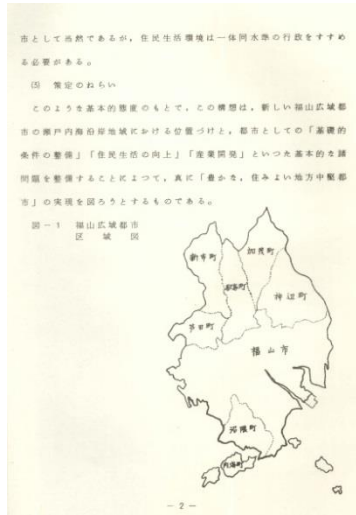 市として当然であるが，住民生活環境は一体同水準の行政をすすめ
る必要がある。
(5) 策定のねらい
このような基本的態度のもとで、この構想は，新しい福山広域都
市の瀬戸内海沿岸地域における位置づけと，都市としての「基礎的
条件の整備」「住民生活の向上」「産業開発」といつた基本的な諸
問題を整備することによつて，真に「豊かな，住みよい地方中駆都
市」の実現を図ろうとするものである。
図－1 福山広域都市
区域図
新市町
加茂町
駅家町
神辺町
芦田町
福山市
沼隈町
内海町
－2－